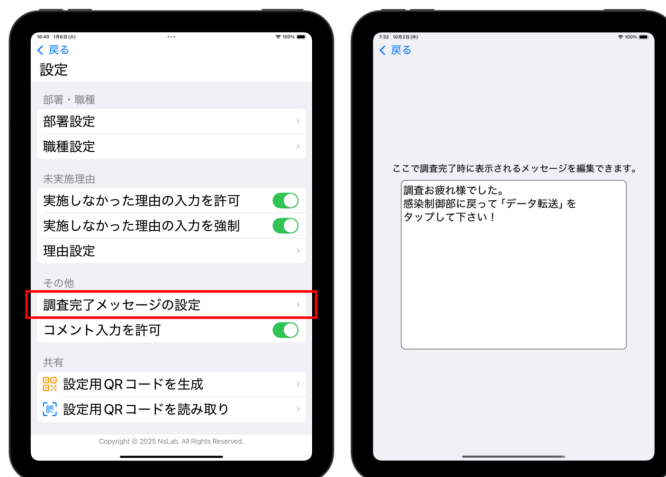 16:40 1月6日(火)
100%
戻る
設定
部署・職種
部署設定
職種設定
未実施理由
実施しなかった理由の入力を許可
実施しなかった理由の入力を強制
理由設定
その他
調査完了メッセージの設定
コメント入力を許可
共有
設定用QRコードを生成
設定用QRコードを読み取り
Copyright © 2025 NsLab. All Rights Reserved.
7:32 10月2日(木)
100%
戻る
ここで調査完了時に表示されるメッセージを編集できます。
調査お疲れ様でした。
感染制御部に戻って「データ転送」を
タップして下さい！